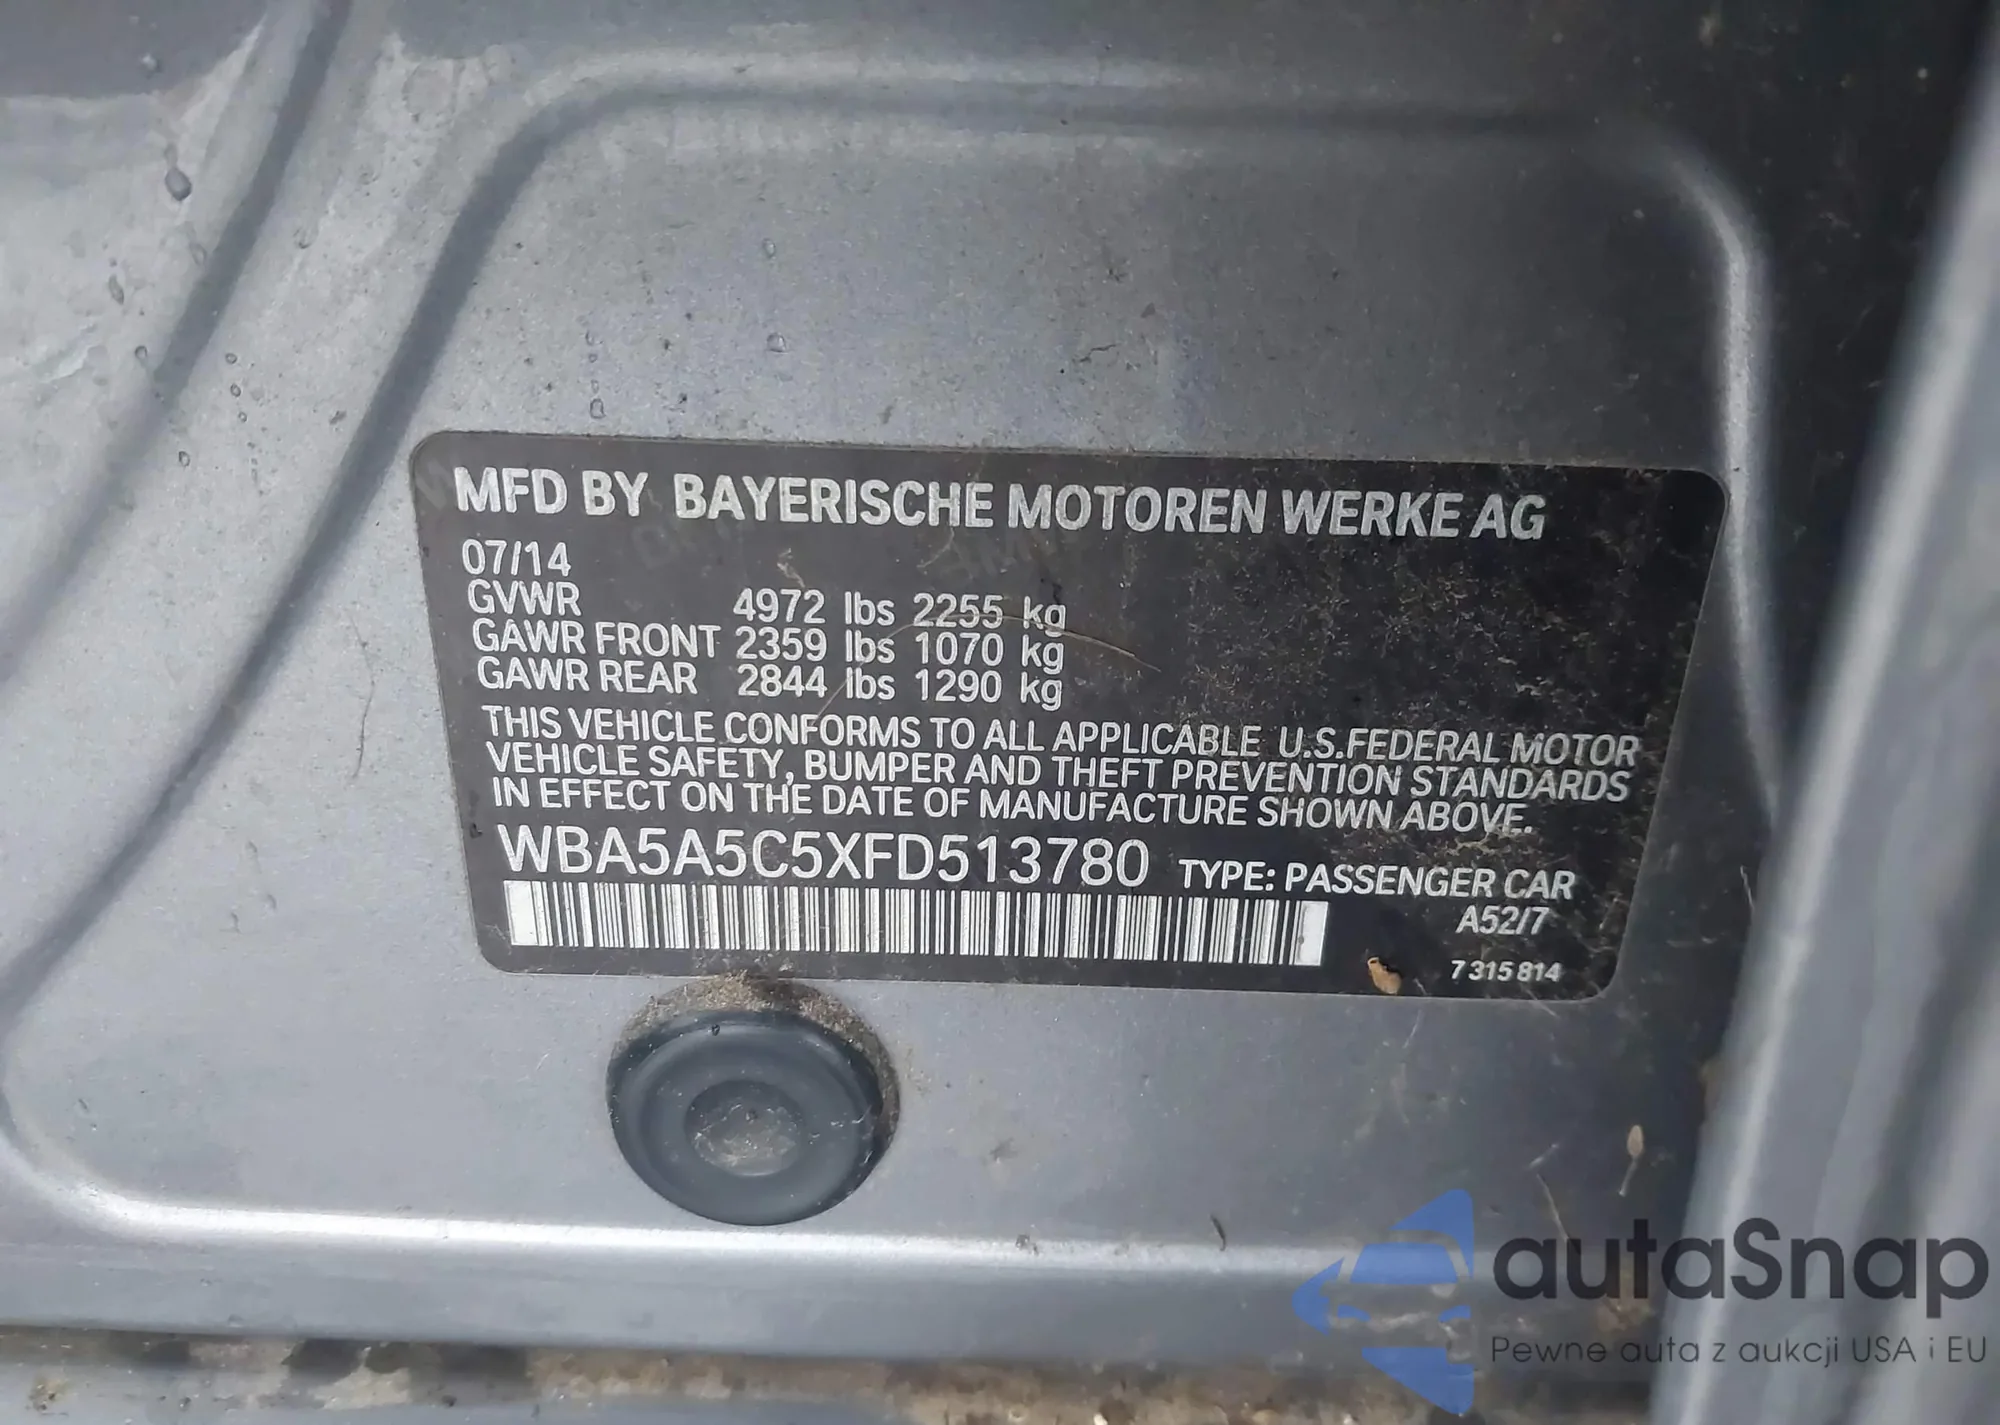 MFD BY BAYERISCHE MOTOREN WERKE AG
07/14
GVWR 4972 lbs 2255 kg
GAWR FRONT 2359 lbs 1070 kg
GAWR REAR 2844 lbs 1290 kg
THIS VEHICLE CONFORMS TO ALL APPLICABLE U.S.FEDERAL MOTOR
VEHICLE SAFETY, BUMPER AND THEFT PREVENTION STANDARDS
IN EFFECT ON THE DATE OF MANUFACTURE SHOWN ABOVE.
WBA5A5C5XFD513780 TYPE: PASSENGER CAR
A52/7
7 315 814
autaSnap
Pewne auta z aukcji USA i EU